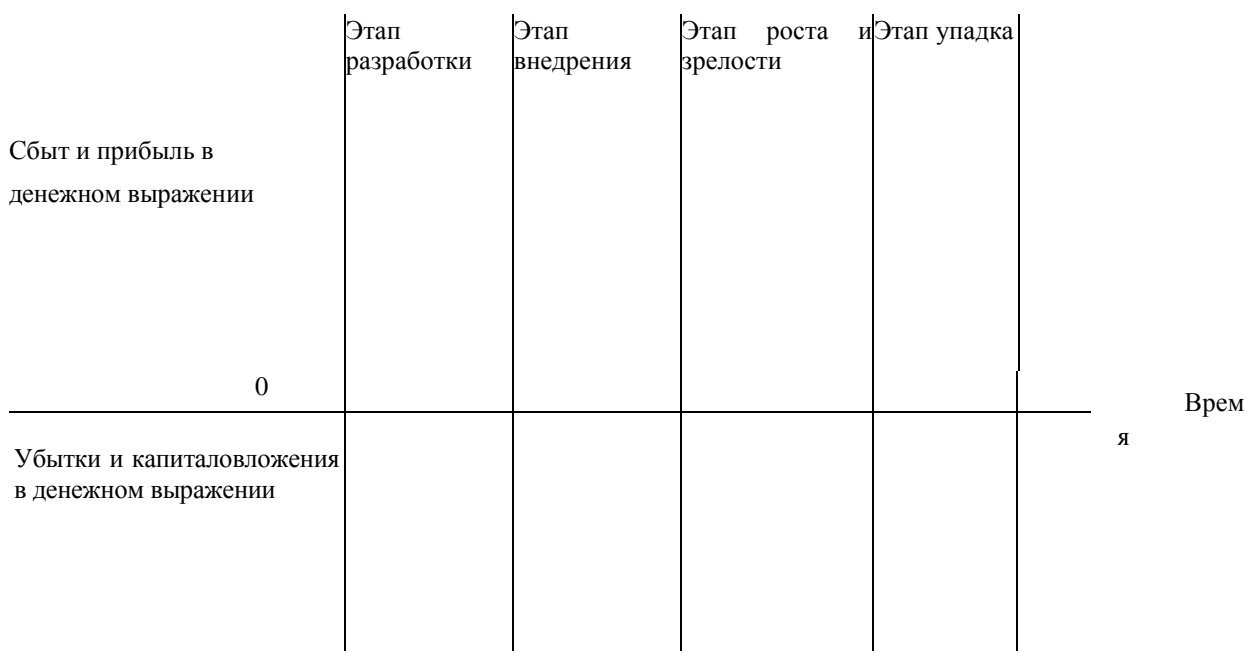 Этап разработки
Этап внедрения
Этап роста и зрелости
Этап упадка
Сбыт и прибыль в
денежном выражении
0
Врем
я
Убытки и капиталовложения
в денежном выражении